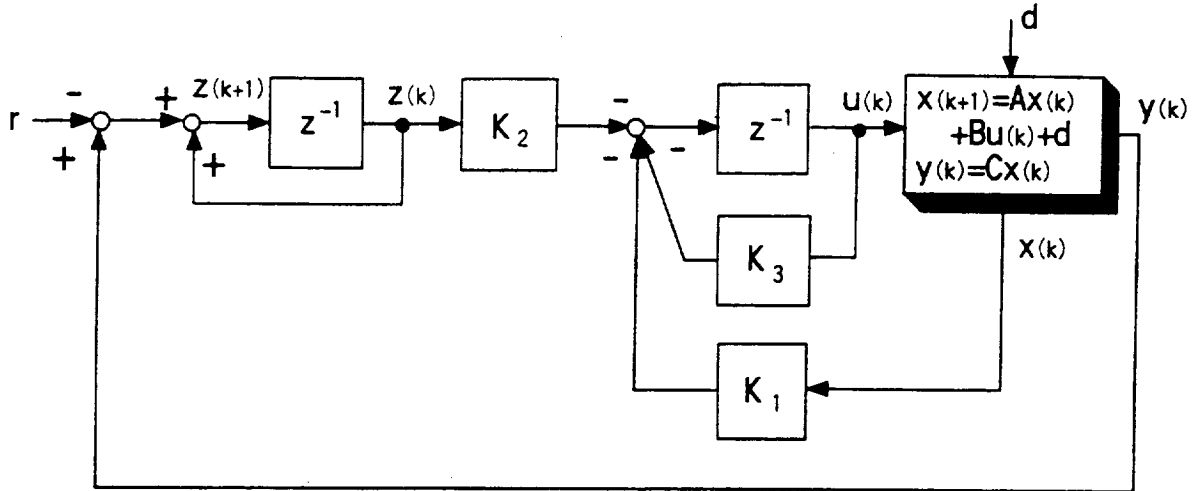 d
r
-
+
+
+
z(k+1)
z⁻¹
z(k)
K₂
-
-
-
z⁻¹
u(k)
x(k+1)=Ax(k)
+Bu(k)+d
y(k)=Cx(k)
y(k)
K₃
x(k)
K₁